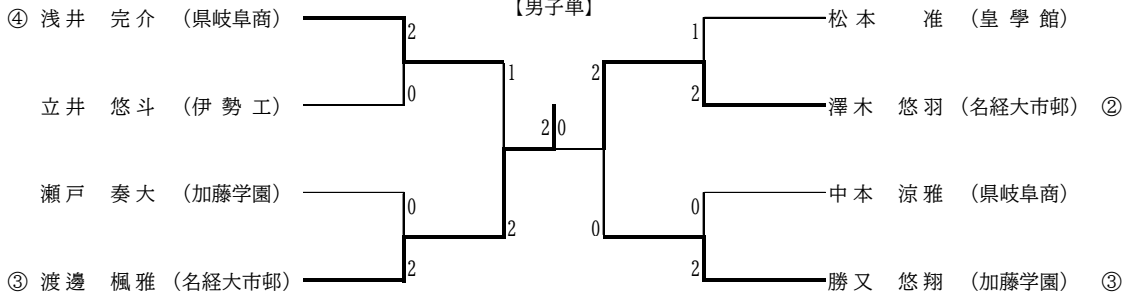 【男子単】
④ 浅井 完介 (県岐阜商) 2 1 松本 准 (皇學館)
1 2
立井 悠斗 (伊勢工) 0 2 澤木 悠羽 (名経大市邨) ②
2 0
瀬戸 奏大 (加藤学園) 0 0 中本 涼雅 (県岐阜商)
2 0
③ 渡邊 楓雅 (名経大市邨) 2 2 勝又 悠翔 (加藤学園) ③